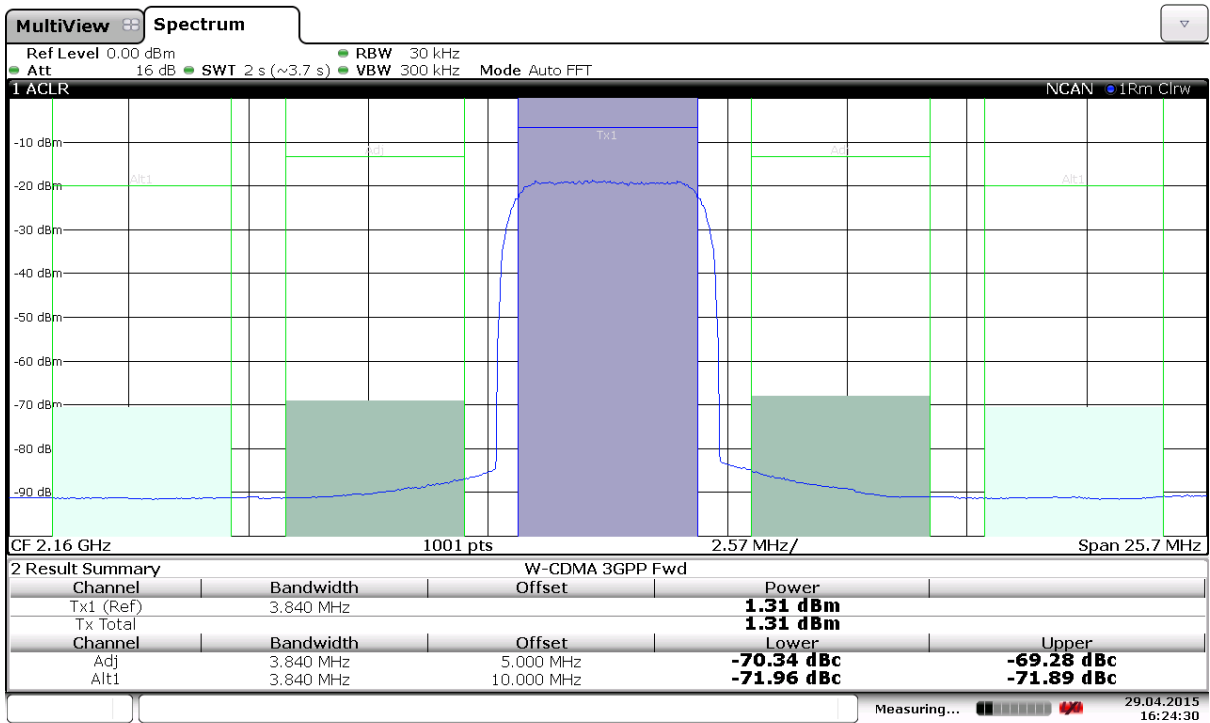 MultiView Spectrum
Ref Level 0.00 dBm RBW 30 kHz
Att 16 dB SWT 2 s (~3.7 s) VBW 300 kHz Mode Auto FFT
1 ACLR NCAN 1Rm Clrw
Tx1
-10 dBm
Adj Adj
Alt1 Alt1
-20 dBm
-30 dBm
-40 dBm
-50 dBm
-60 dBm
-70 dBm
-80 dB
-90 dB
CF 2.16 GHz 1001 pts 2.57 MHz/ Span 25.7 MHz
2 Result Summary W-CDMA 3GPP Fwd
Channel Bandwidth Offset Power
Tx1 (Ref) 3.840 MHz 1.31 dBm
Tx Total 1.31 dBm
Channel Bandwidth Offset Lower Upper
Adj 3.840 MHz 5.000 MHz -70.34 dBc -69.28 dBc
Alt1 3.840 MHz 10.000 MHz -71.96 dBc -71.89 dBc
Measuring... 29.04.2015
16:24:30